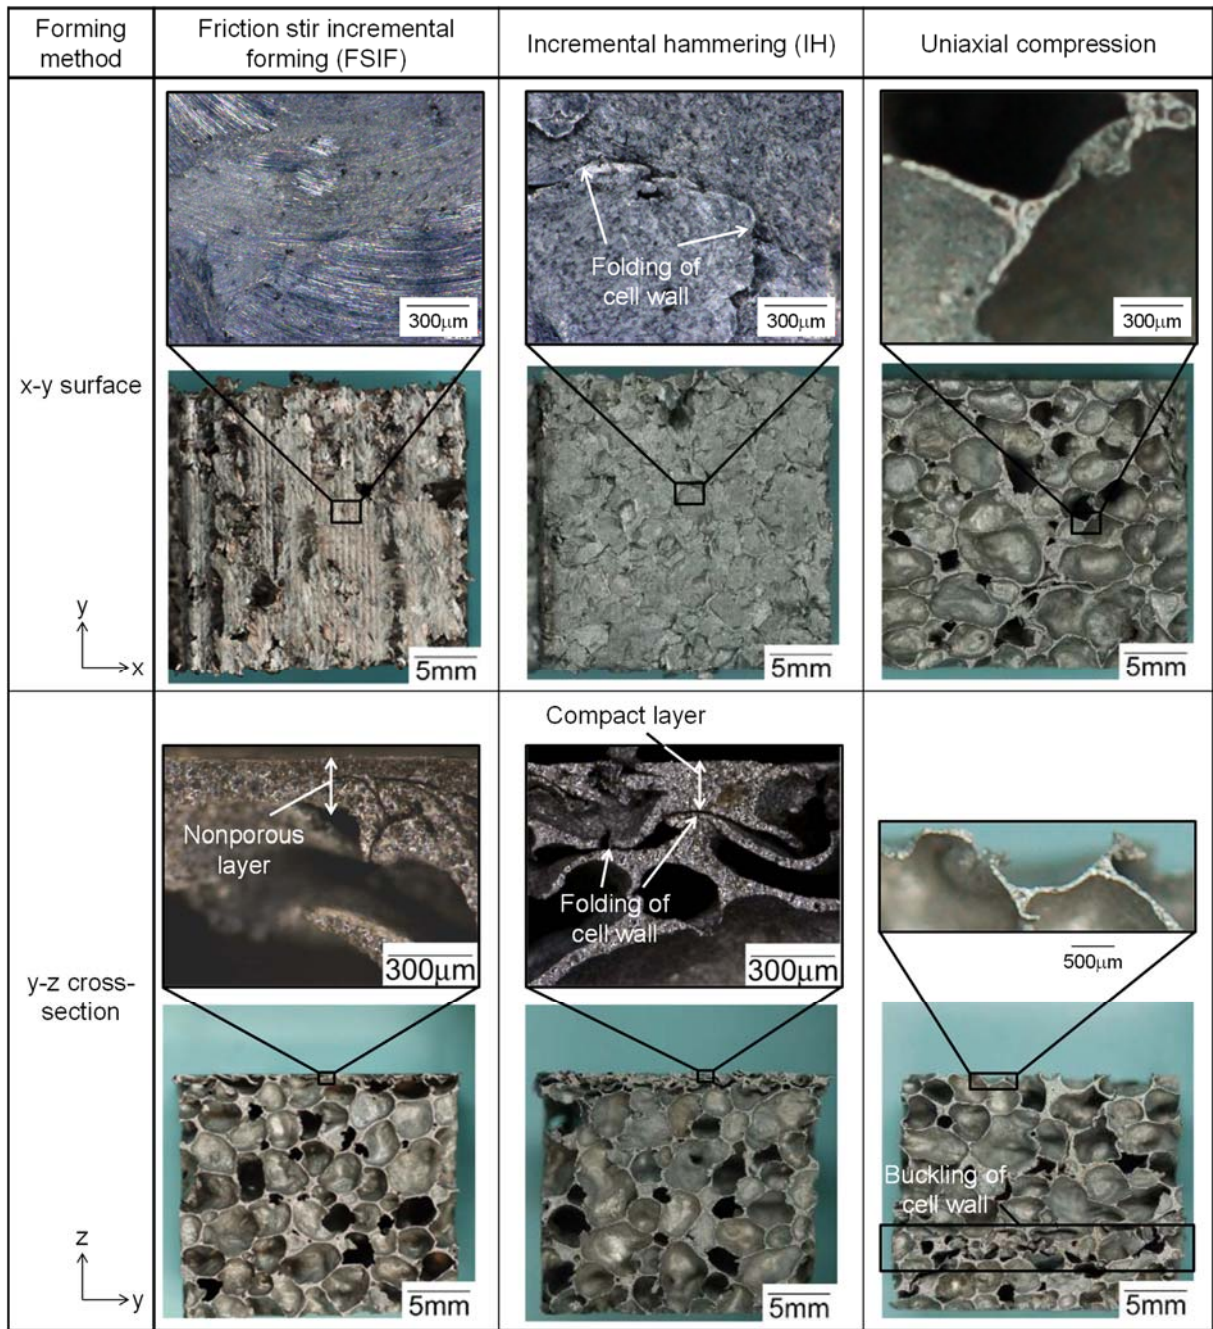 Forming
method
Friction stir incremental
forming (FSIF)
Incremental hammering (IH)
Uniaxial compression
x-y surface
y
x
300μm
5mm
Folding of
cell wall
300μm
5mm
300μm
5mm
y-z cross-
section
z
y
Nonporous
layer
300μm
5mm
Compact layer
Folding of
cell wall
300μm
5mm
500μm
Buckling of
cell wall
5mm